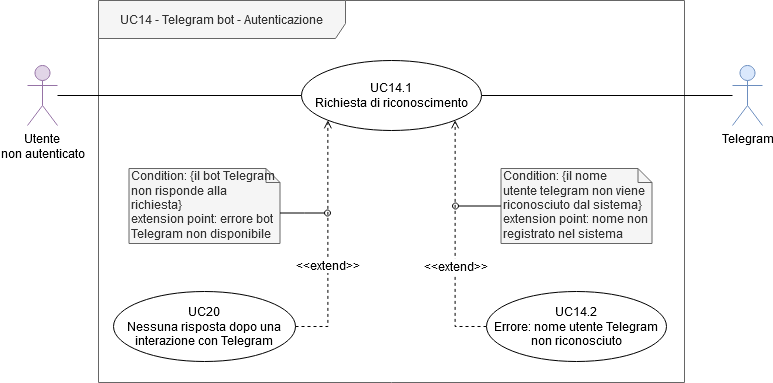 UC14 - Telegram bot - Autenticazione
UC14.1
Richiesta di riconoscimento
Utente
non autenticato
Telegram
Condition: {il bot Telegram
non risponde alla
richiesta}
extension point: errore bot
Telegram non disponibile
Condition: {il nome
utente telegram non viene
riconosciuto dal sistema}
extension point: nome non
registrato nel sistema
<<extend>>
<<extend>>
UC20
Nessuna risposta dopo una
interazione con Telegram
UC14.2
Errore: nome utente Telegram
non riconosciuto